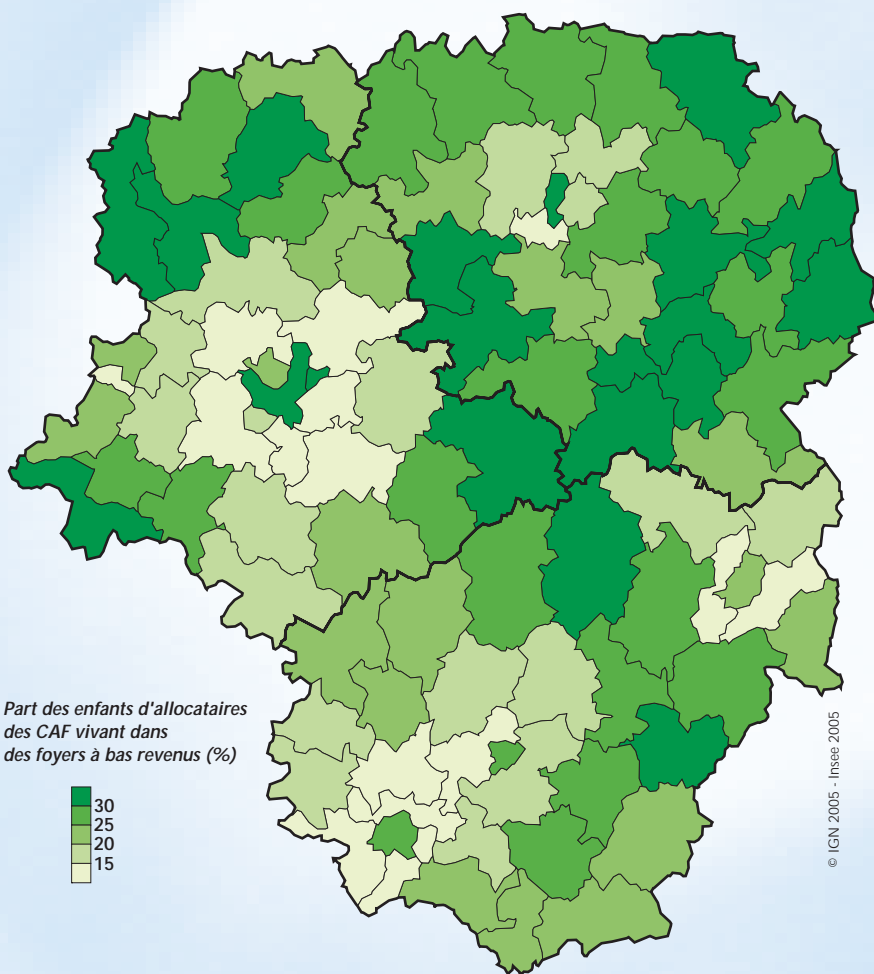 Part des enfants d'allocataires
des CAF vivant dans
des foyers à bas revenus (%)
30
25
20
15
© IGN 2005 - Insee 2005